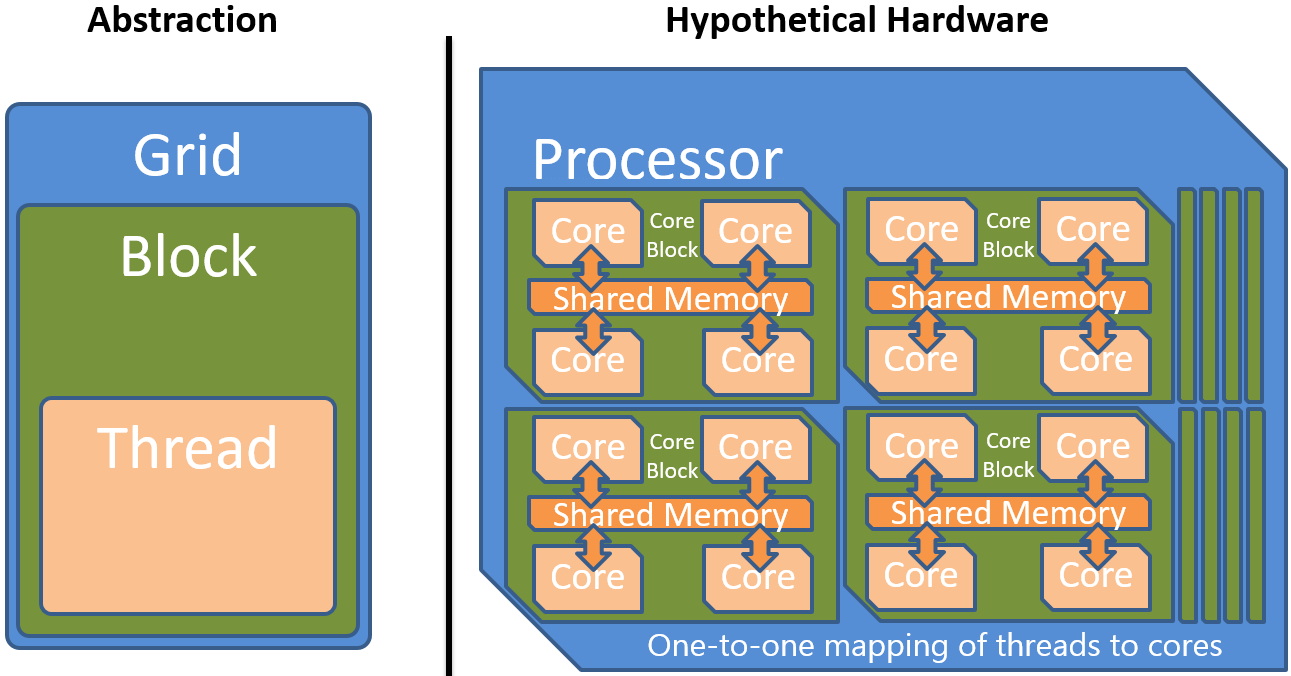 Abstraction
Hypothetical Hardware
Grid
Block
Thread
Processor
Core
Core
Block
Core
Shared Memory
Core
Core
Core
Core
Block
Core
Shared Memory
Core
Core
Core
Core
Block
Core
Shared Memory
Core
Core
Core
Core
Block
Core
Shared Memory
Core
Core
One-to-one mapping of threads to cores